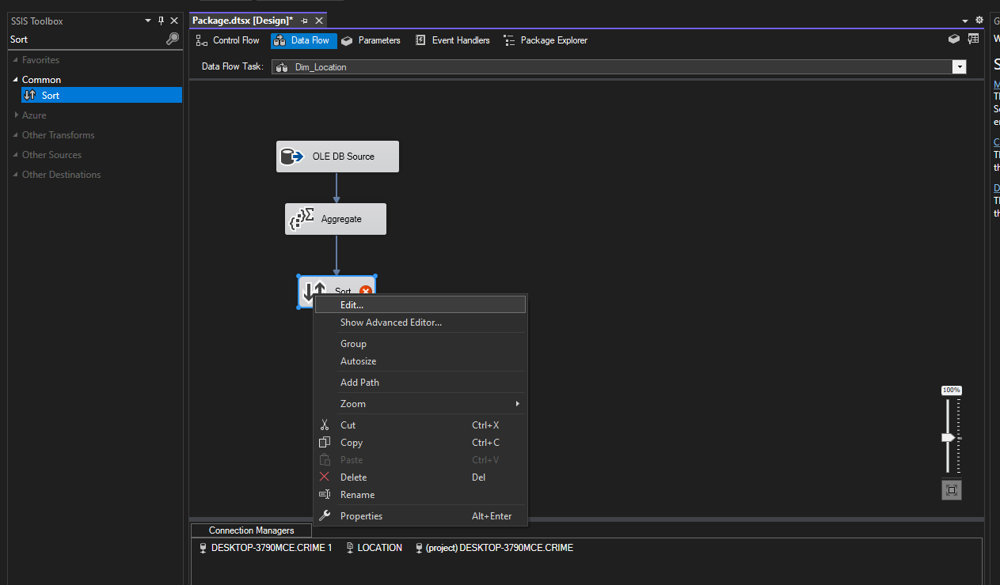 SSIS Toolbox
Sort
Favorites
Common
Sort
Azure
Other Transforms
Other Sources
Other Destinations
Package.dtsx [Design]*
Control Flow
Data Flow
Parameters
Event Handlers
Package Explorer
Data Flow Task:
Dim_Location
OLE DB Source
Aggregate
Sort
Edit...
Show Advanced Editor...
Group
Autosize
Add Path
Zoom
Cut Ctrl+X
Copy Ctrl+C
Paste Ctrl+V
Delete Del
Rename
Properties Alt+Enter
100%
Connection Managers
DESKTOP-3790MCE.CRIME 1
LOCATION
(project) DESKTOP-3790MCE.CRIME